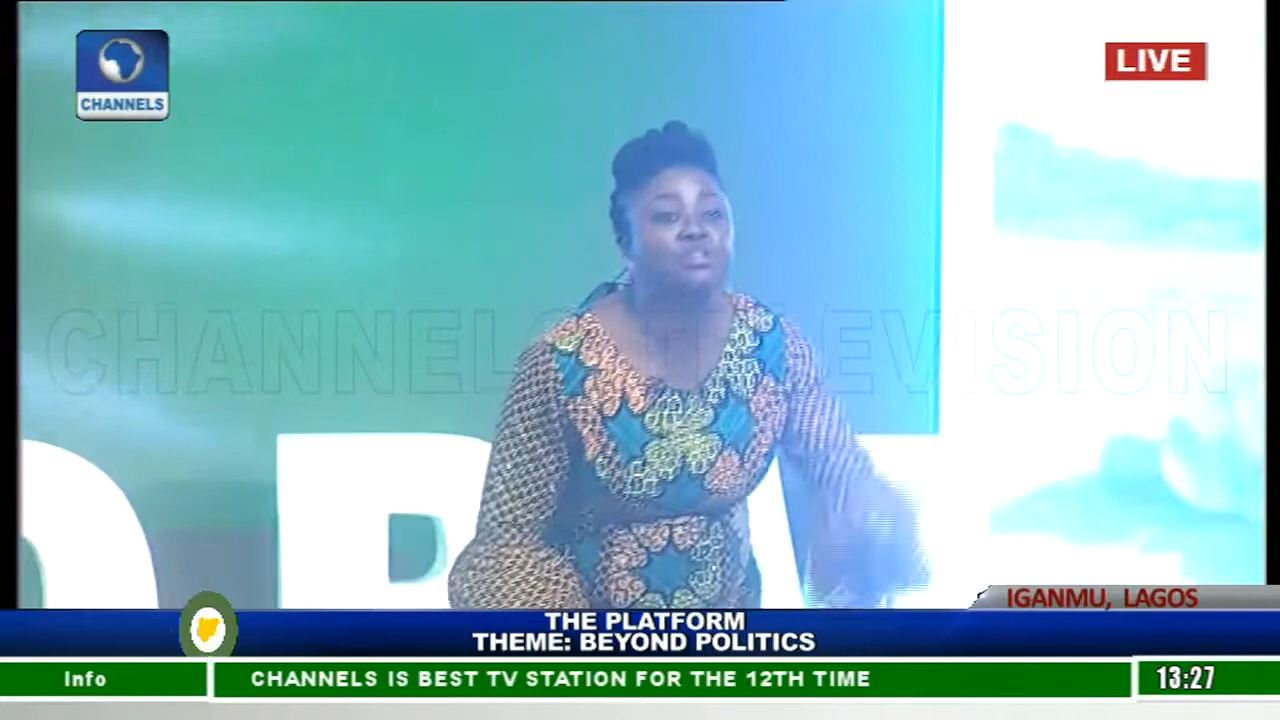 CHANNELS
LIVE
CHANNELS TELEVISION
IGANMU, LAGOS
THE PLATFORM
THEME: BEYOND POLITICS
Info
CHANNELS IS BEST TV STATION FOR THE 12TH TIME
13:27